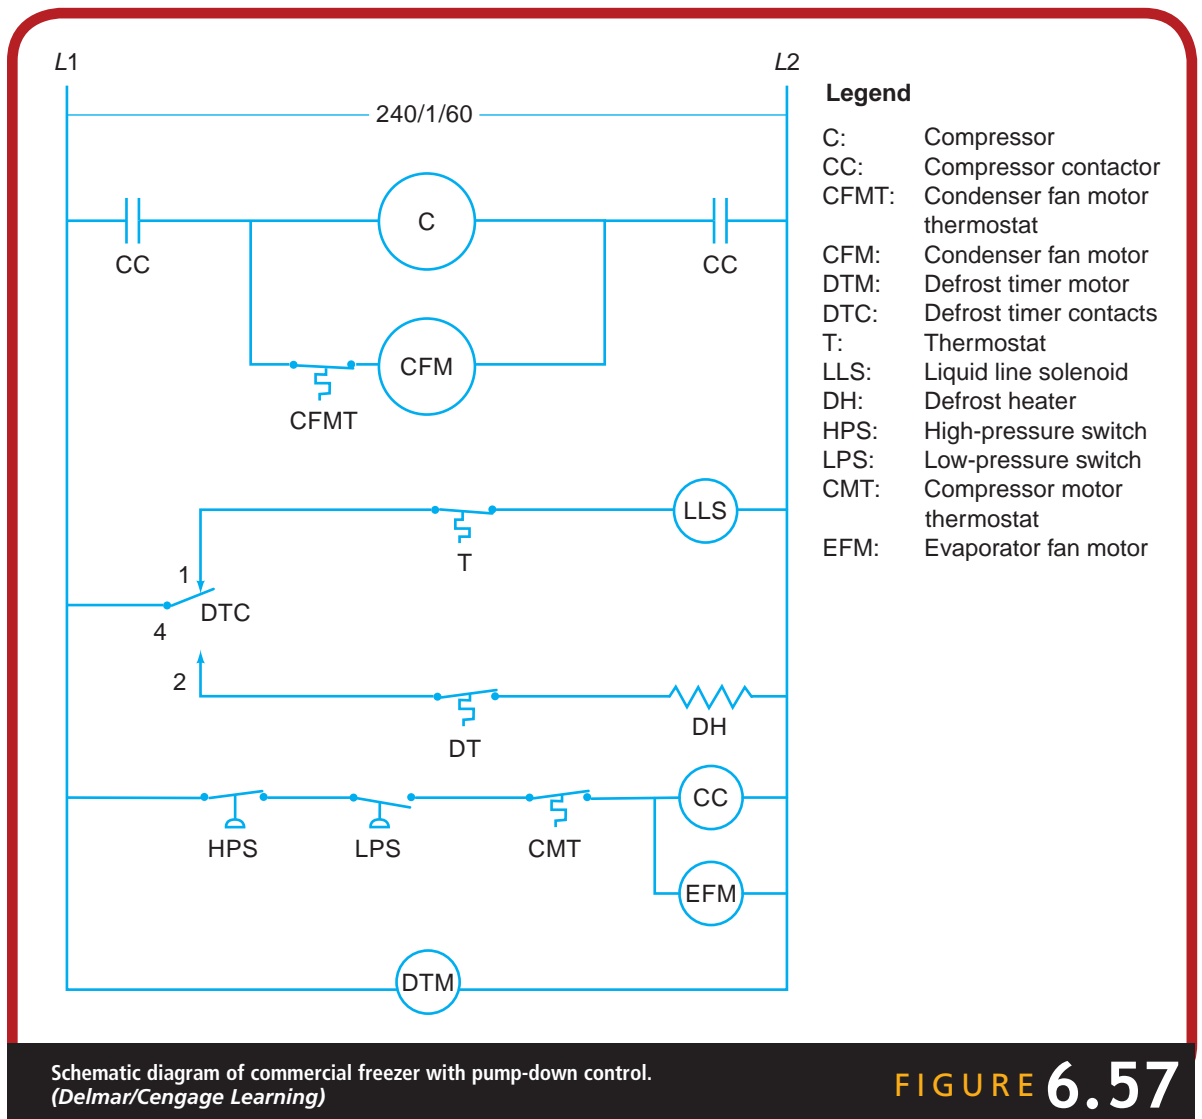 L1
L2
240/1/60
Legend
C: Compressor
CC: Compressor contactor
CFMT: Condenser fan motor
thermostat
CFM: Condenser fan motor
DTM: Defrost timer motor
DTC: Defrost timer contacts
T: Thermostat
LLS: Liquid line solenoid
DH: Defrost heater
HPS: High-pressure switch
LPS: Low-pressure switch
CMT: Compressor motor
thermostat
EFM: Evaporator fan motor
C
CC
CC
CFM
CFMT
LLS
T
1
DTC
4
2
DT
DH
CC
HPS
LPS
CMT
EFM
DTM
Schematic diagram of commercial freezer with pump-down control.
(Delmar/Cengage Learning)
FIGURE 6.57